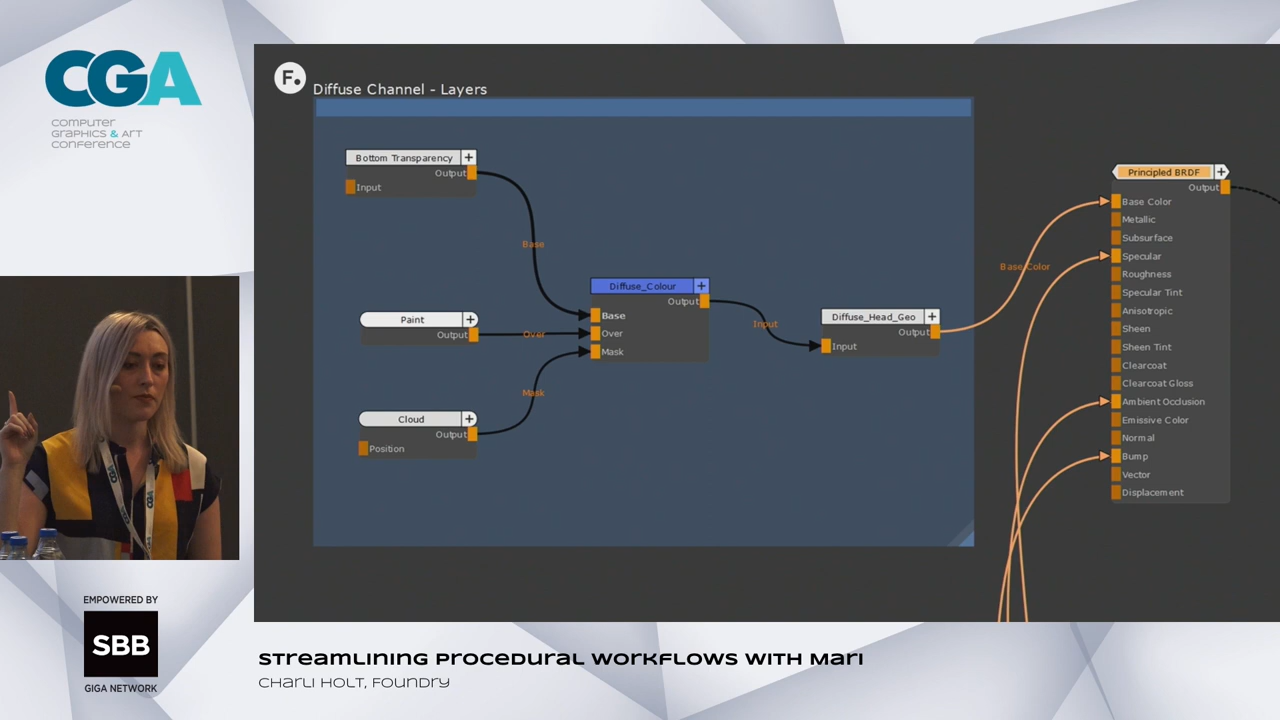 CGA
computer
graphics & art
conference
F.
Diffuse Channel - Layers
Bottom Transparency +
Output
Input
Base
Paint +
Output
Over
Cloud +
Output
Position
Mask
Diffuse_Colour +
Output
Base
Over
Mask
Input
Diffuse_Head_Geo +
Output
Input
Base Color
Principled BRDF +
Output
Base Color
Metallic
Subsurface
Specular
Roughness
Specular Tint
Anisotropic
Sheen
Sheen Tint
Clearcoat
Clearcoat Gloss
Ambient Occlusion
Emissive Color
Normal
Bump
Vector
Displacement
CGA
CGA
EMPOWERED BY
SBB
GIGA NETWORK
Streamlining Procedural Workflows with Mari
Charli Holt, Foundry